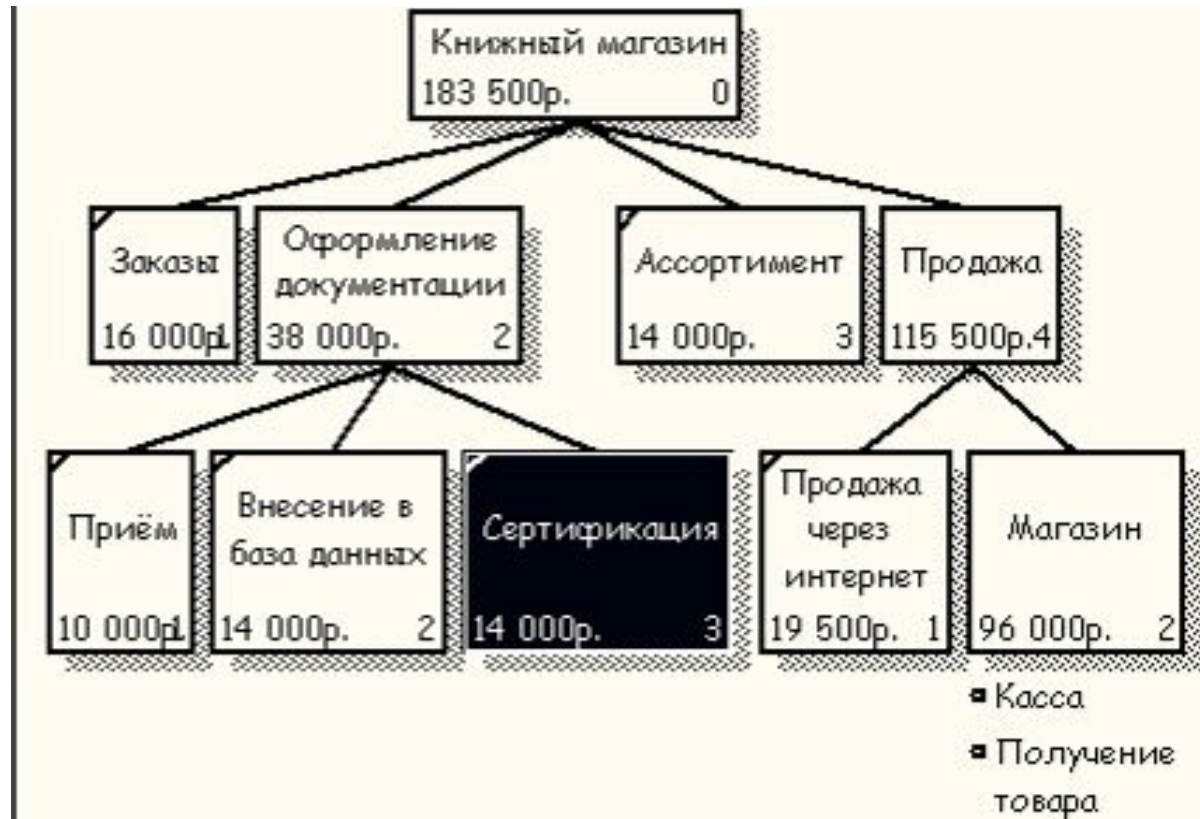 Книжный магазин
183 500р. 0
Заказы
16 000р. 1
Оформление
документации
38 000р. 2
Ассортимент
14 000р. 3
Продажа
115 500р. 4
Приём
10 000р. 1
Внесение в
база данных
14 000р. 2
Сертификация
14 000р. 3
Продажа
через
интернет
19 500р. 1
Магазин
96 000р. 2
Касса
Получение
товара